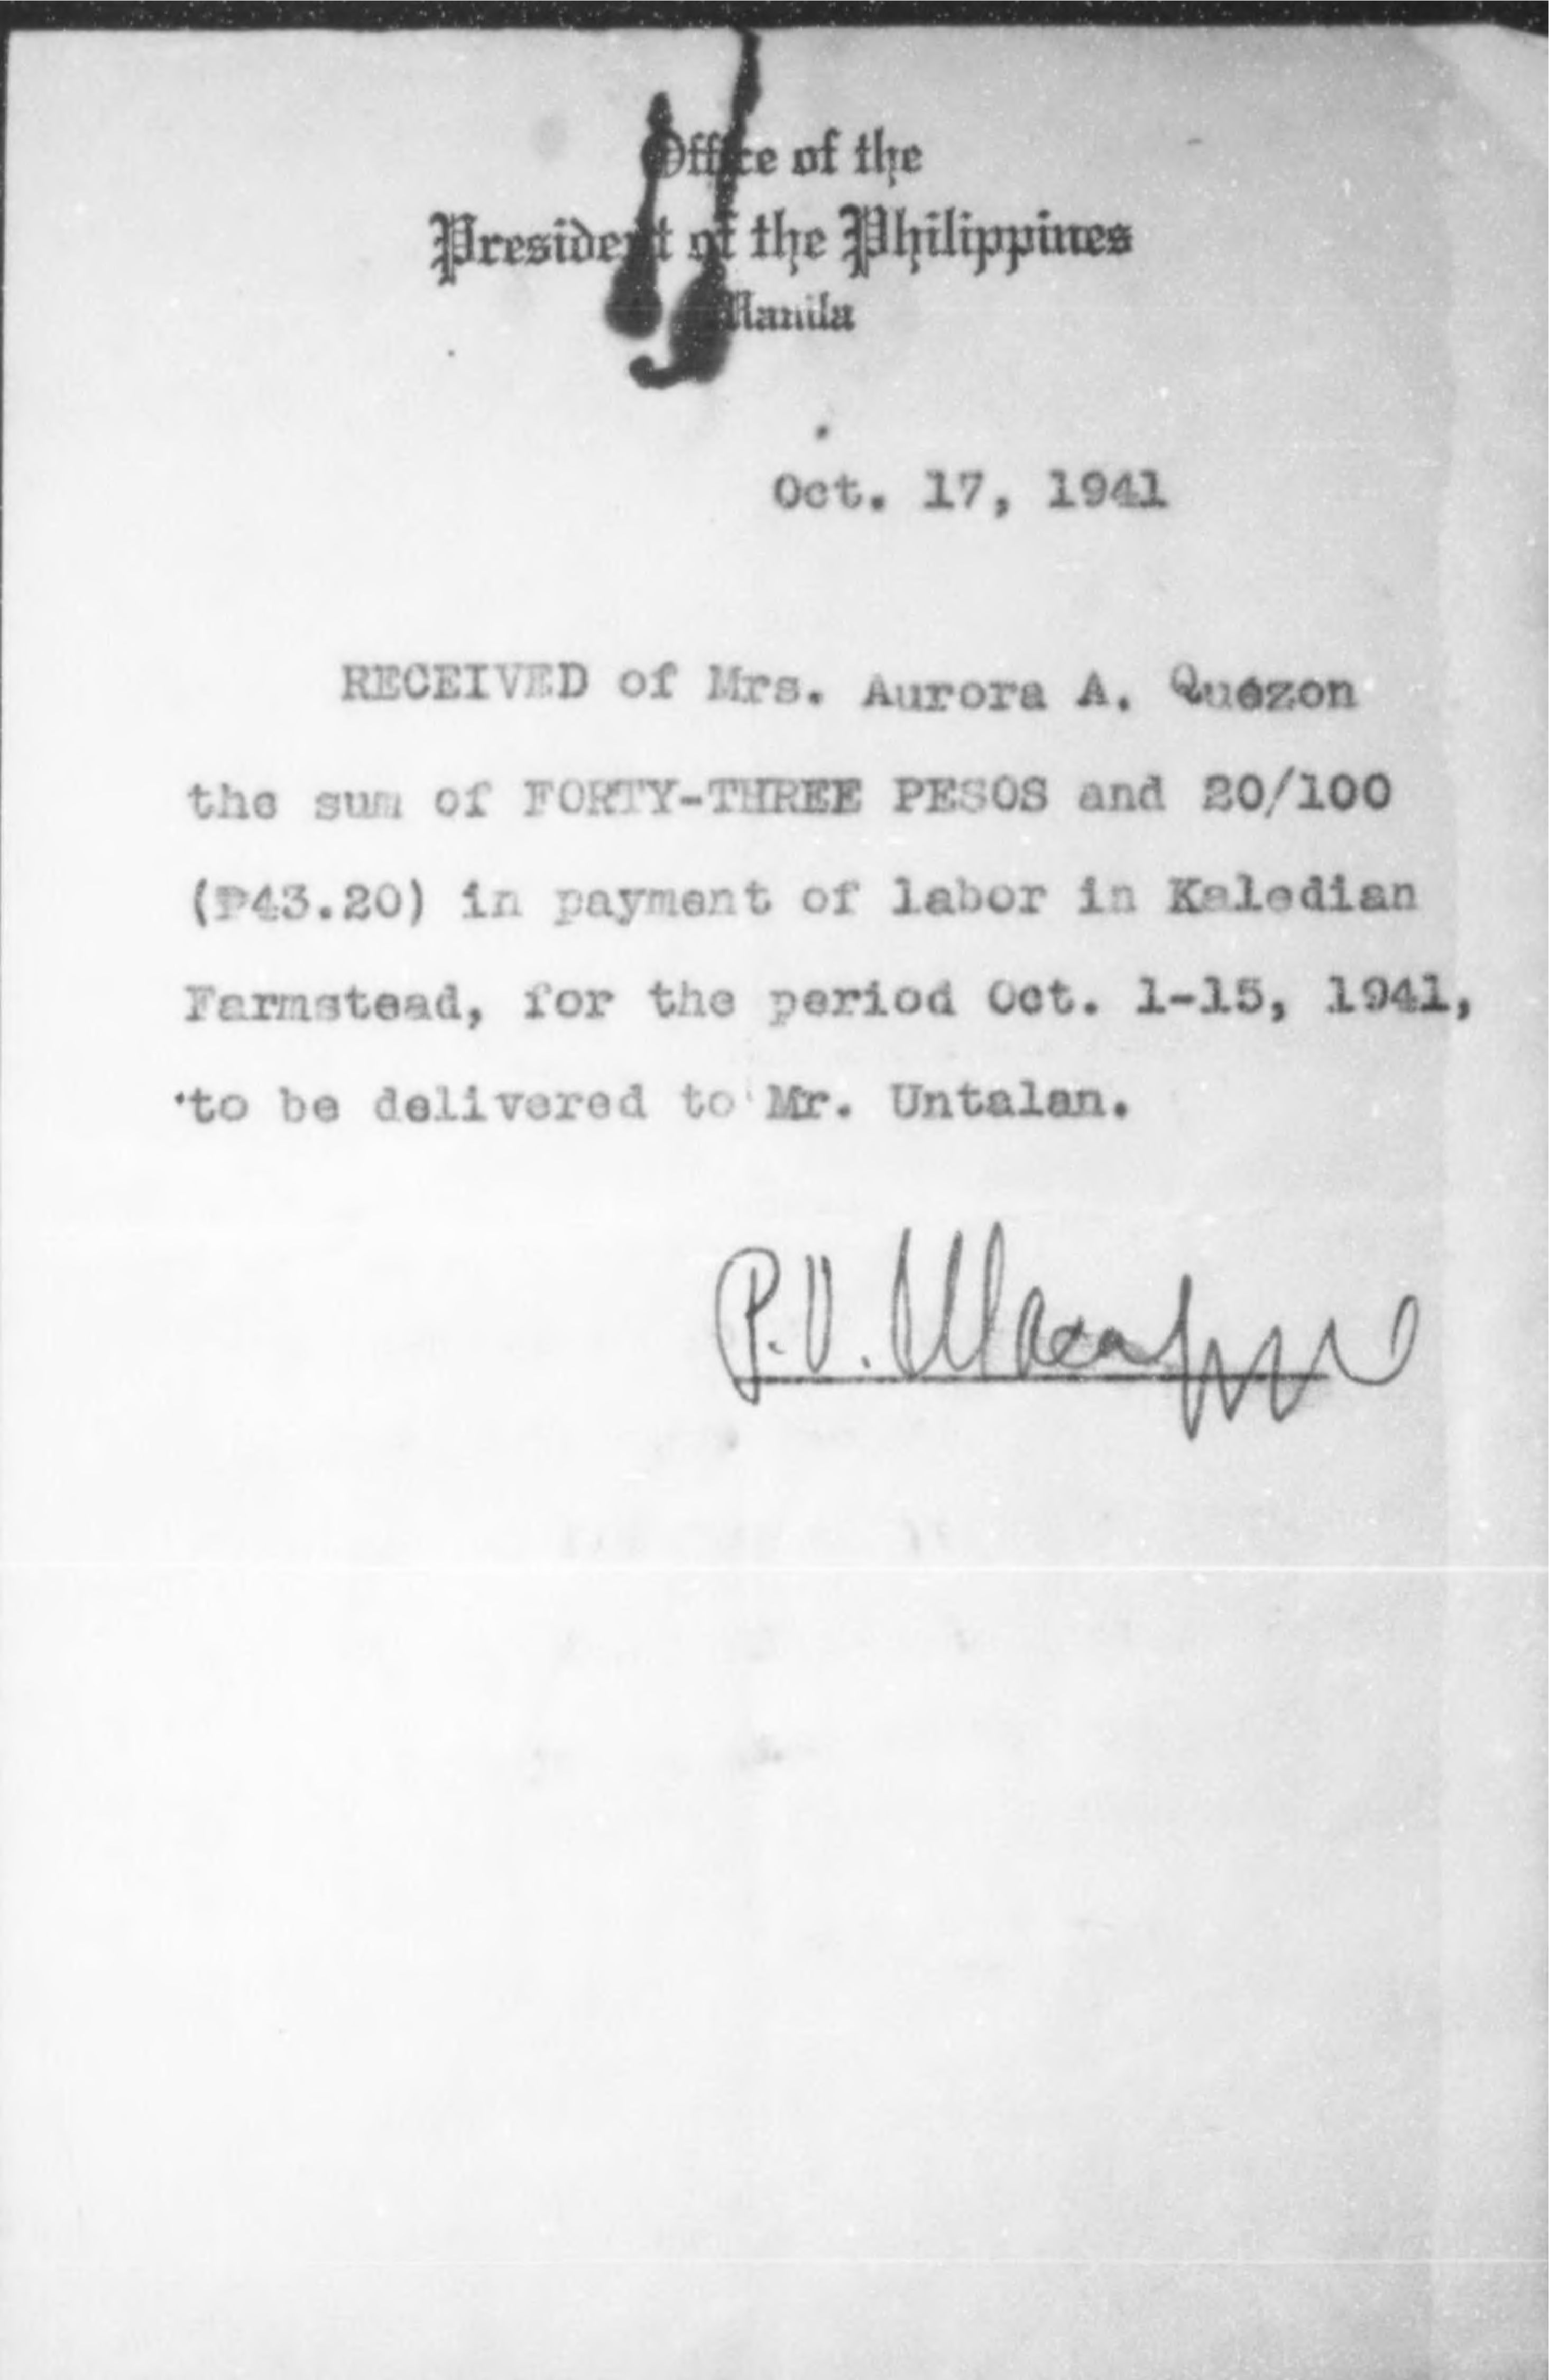 Office of the
President of the Philippines
Manila
Oct. 17, 1941
RECEIVED of Mrs. Aurora A. Quezon
the sum of FORTY-THREE PESOS and 20/100
(₱43.20) in payment of labor in Kaledian
Farmstead, for the period Oct. 1-15, 1941,
to be delivered to Mr. Untalan.
P.V.